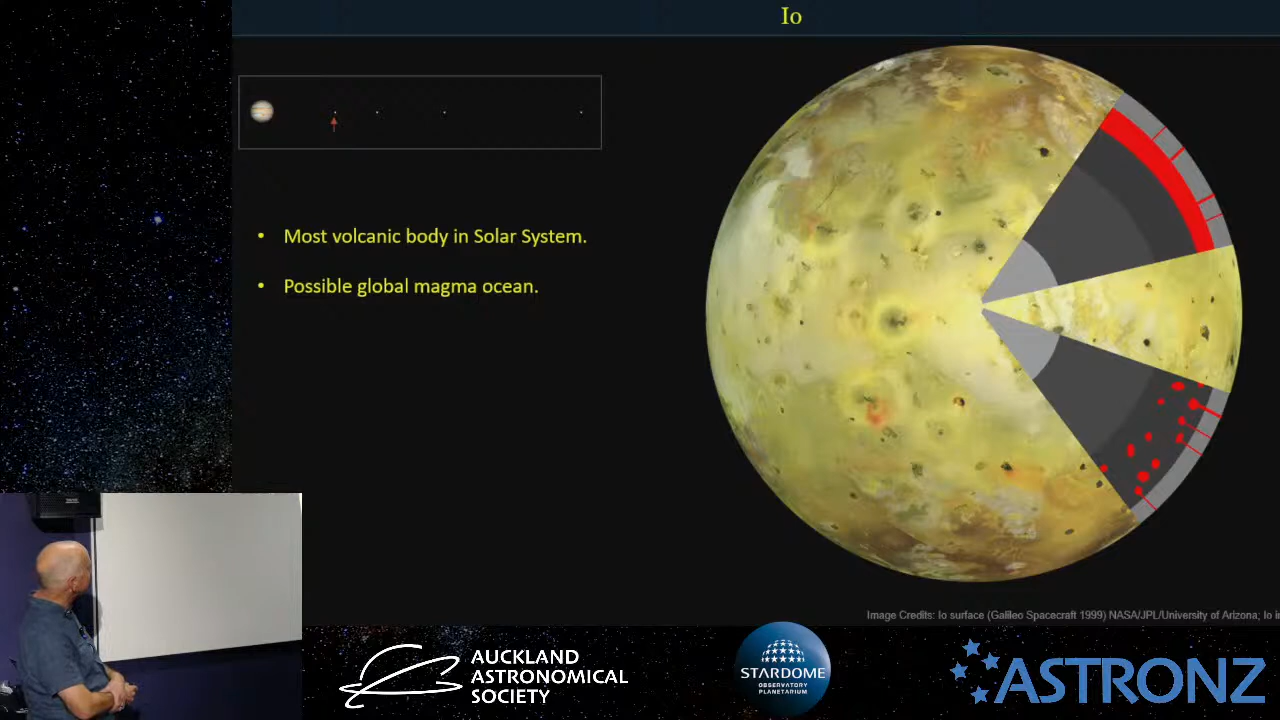 Io
• Most volcanic body in Solar System.
• Possible global magma ocean.
Image Credits: Io surface (Galileo Spacecraft 1999) NASA/JPL/University of Arizona; Io i
AUCKLAND
ASTRONOMICAL
SOCIETY
STARDOME
OBSERVATORY
PLANETARIUM
ASTRONZ